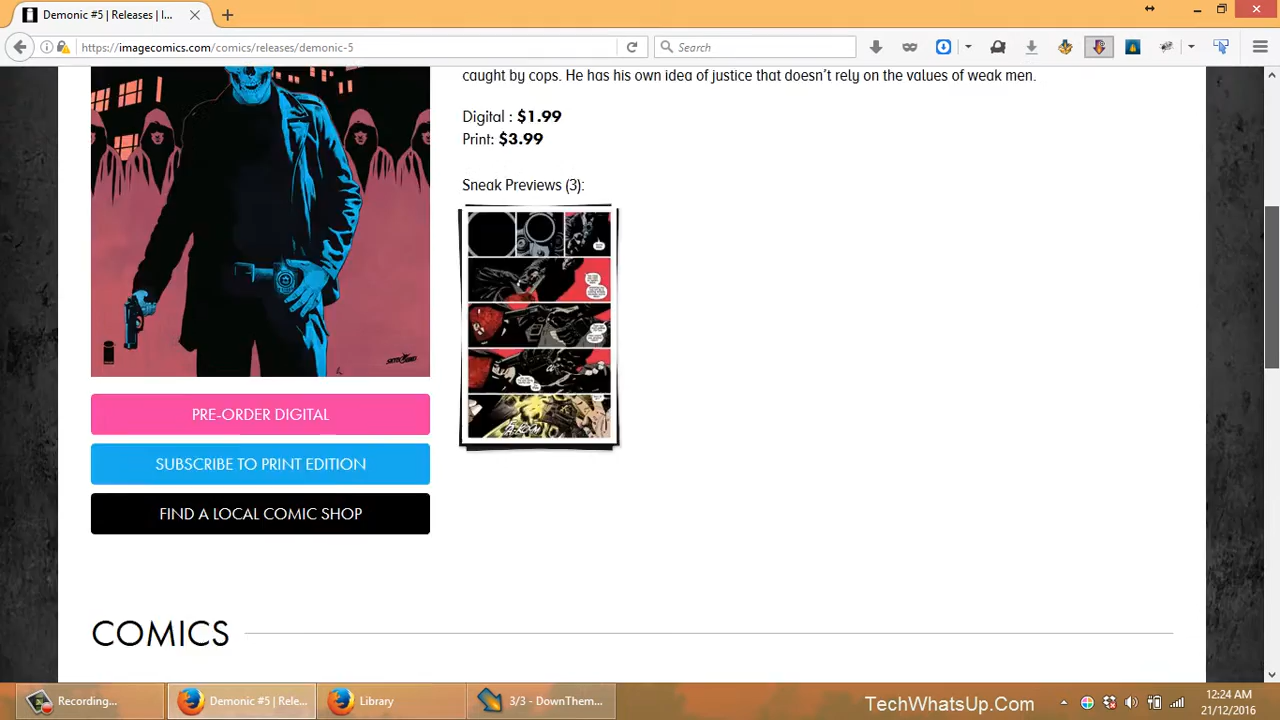 Demonic #5 | Releases | I...
https://imagecomics.com/comics/releases/demonic-5
Search
caught by cops. He has his own idea of justice that doesn't rely on the values of weak men.
Digital : $1.99
Print: $3.99
Sneak Previews (3):
PRE-ORDER DIGITAL
SUBSCRIBE TO PRINT EDITION
FIND A LOCAL COMIC SHOP
COMICS
Recording...
Demonic #5 | Rele...
Library
3/3 - DownThem...
TechWhatsUp.Com
12:24 AM
21/12/2016